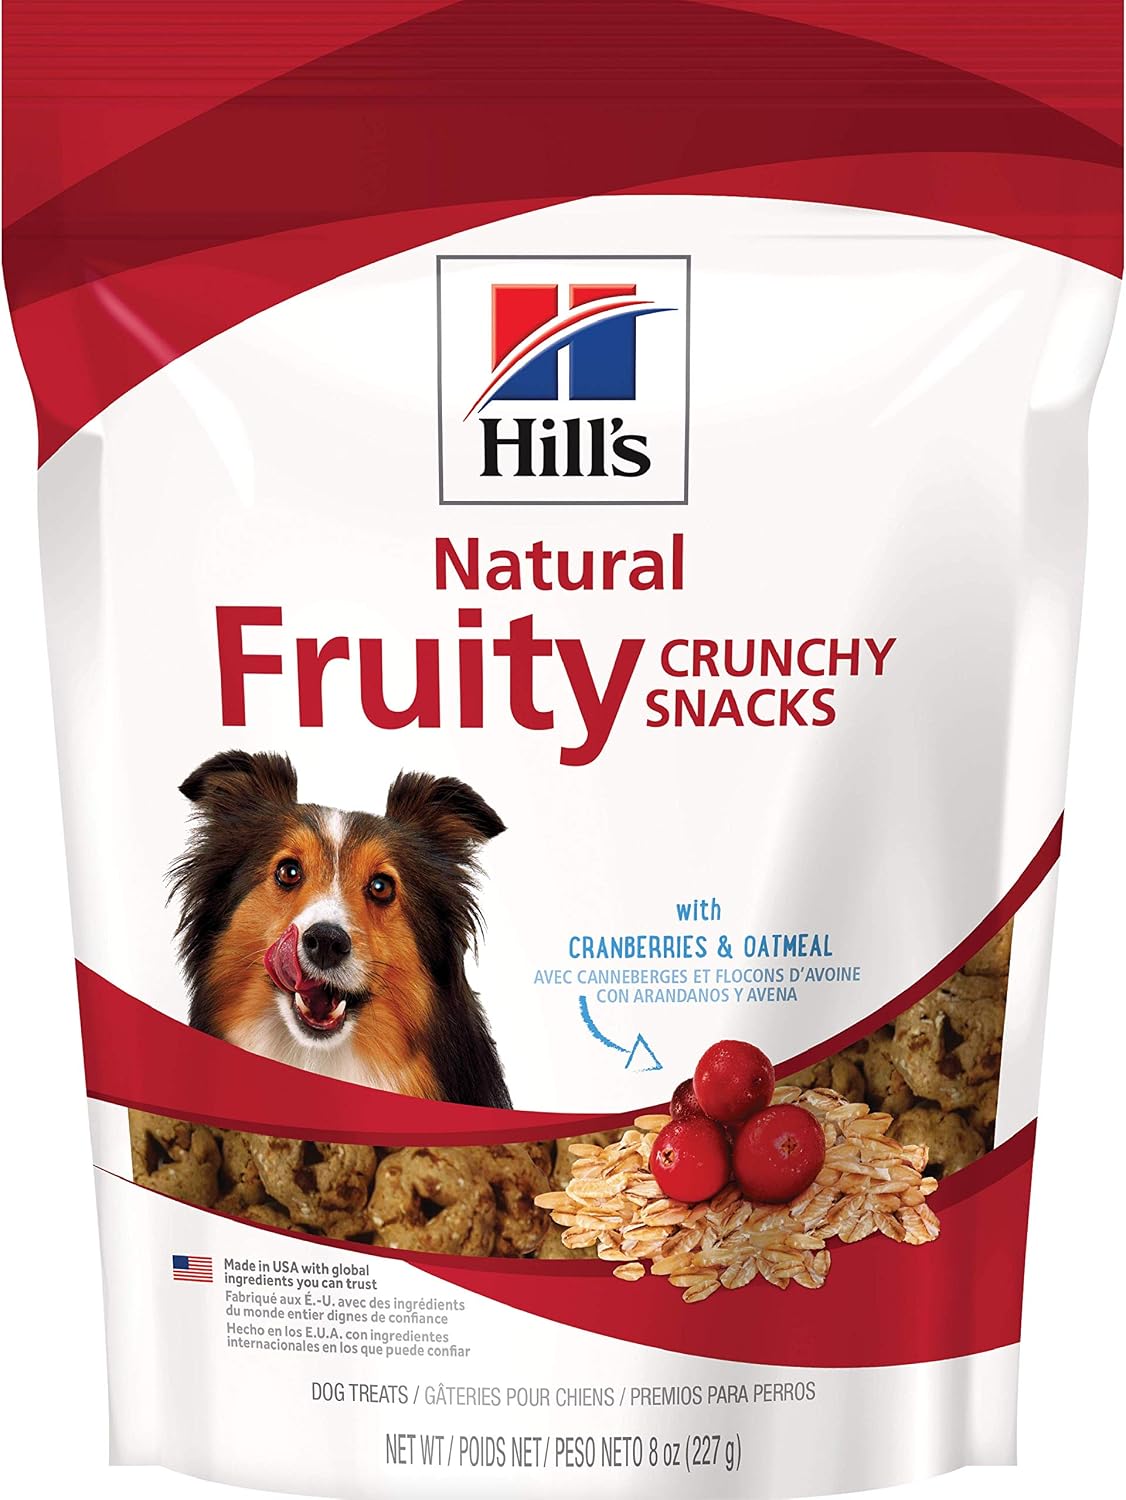 Hill's
Natural
Fruity CRUNCHY
SNACKS
with
CRANBERRIES & OATMEAL
AVEC CANNEBERGES ET FLOCONS D'AVOINE
CON ARANDANOS Y AVENA
Made in USA with global
ingredients you can trust
Fabriqué aux É.-U. avec des ingrédients
du monde entier dignes de confiance
Hecho en los E.U.A. con ingredientes
internacionales en los que puede confiar
DOG TREATS / GÂTERIES POUR CHIENS / PREMIOS PARA PERROS
NET WT / POIDS NET/ PESO NETO 8 oz (227 g)